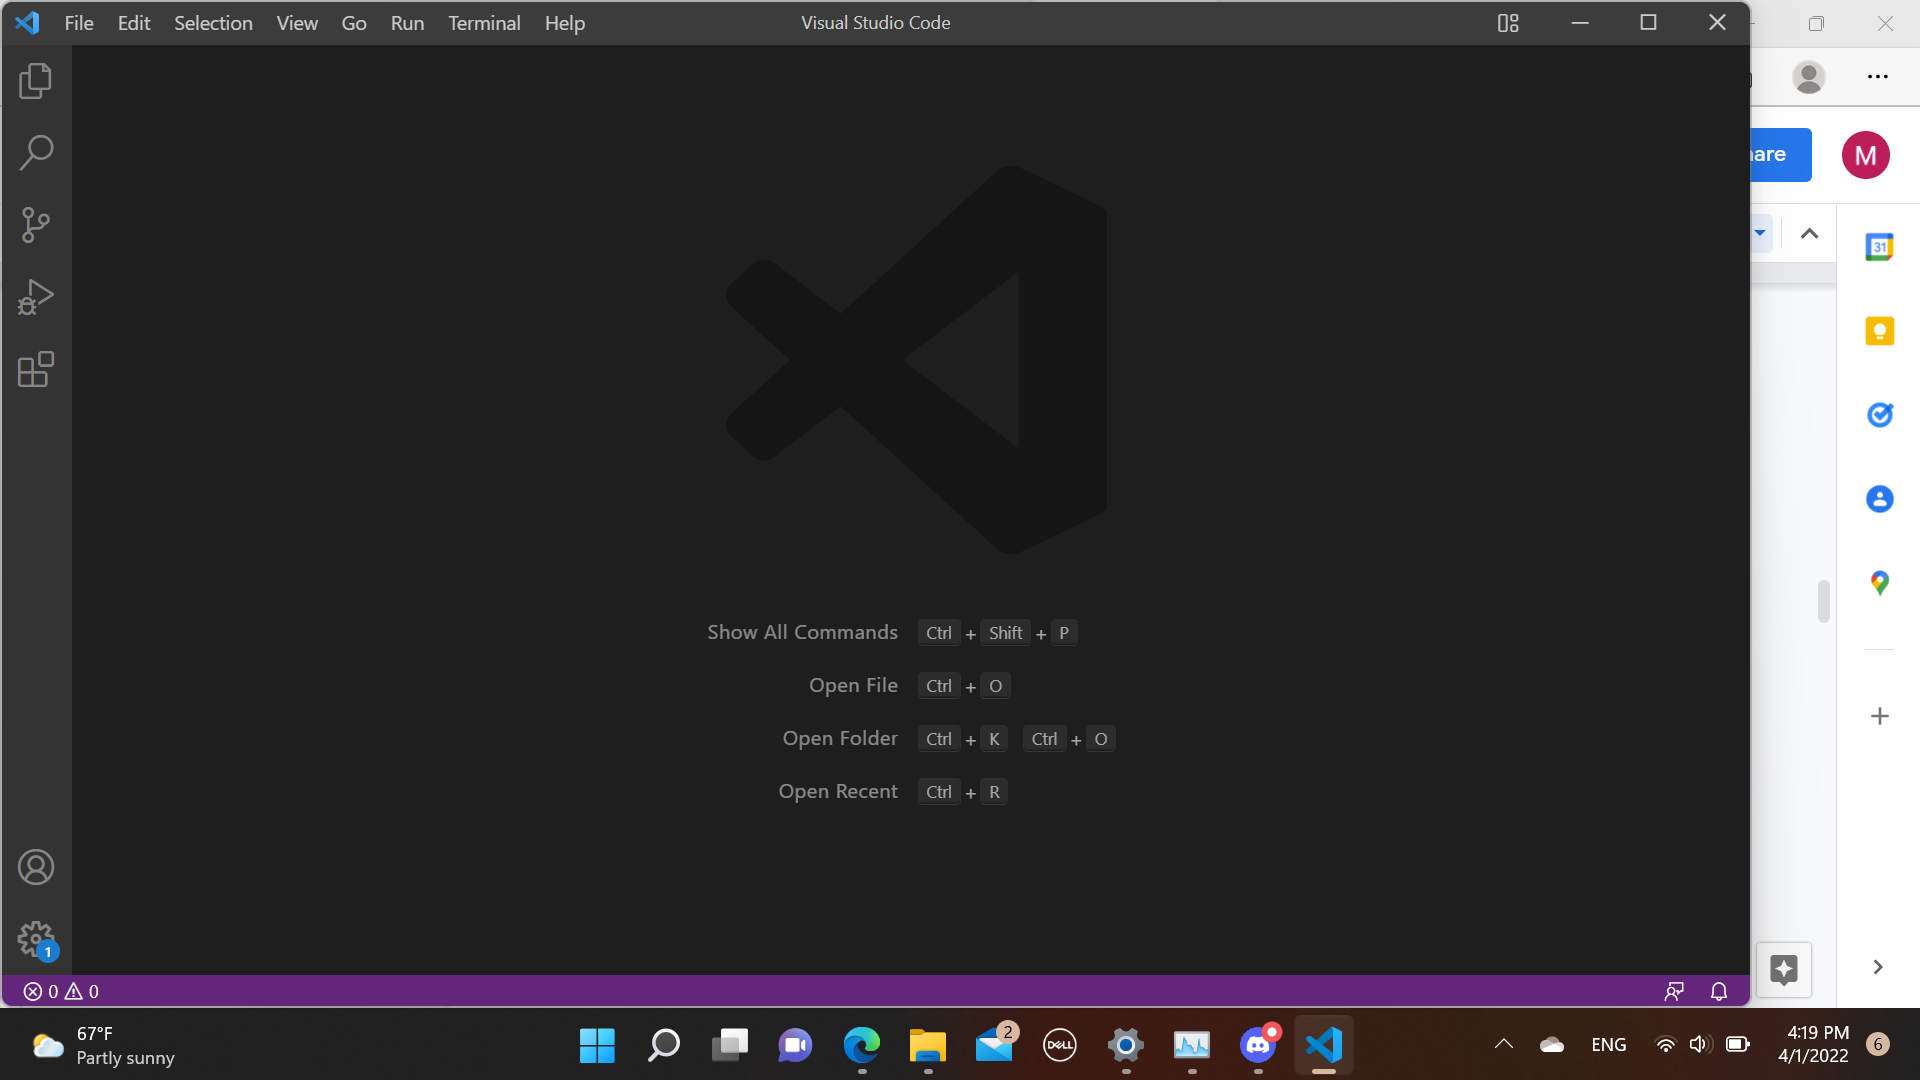 File Edit Selection View Go Run Terminal Help Visual Studio Code
are
M
31
Show All Commands Ctrl + Shift + P
Open File Ctrl + O
Open Folder Ctrl + K Ctrl + O
Open Recent Ctrl + R
1
0 0
67°F
Partly sunny
2
DELL
ENG
4:19 PM
4/1/2022
6